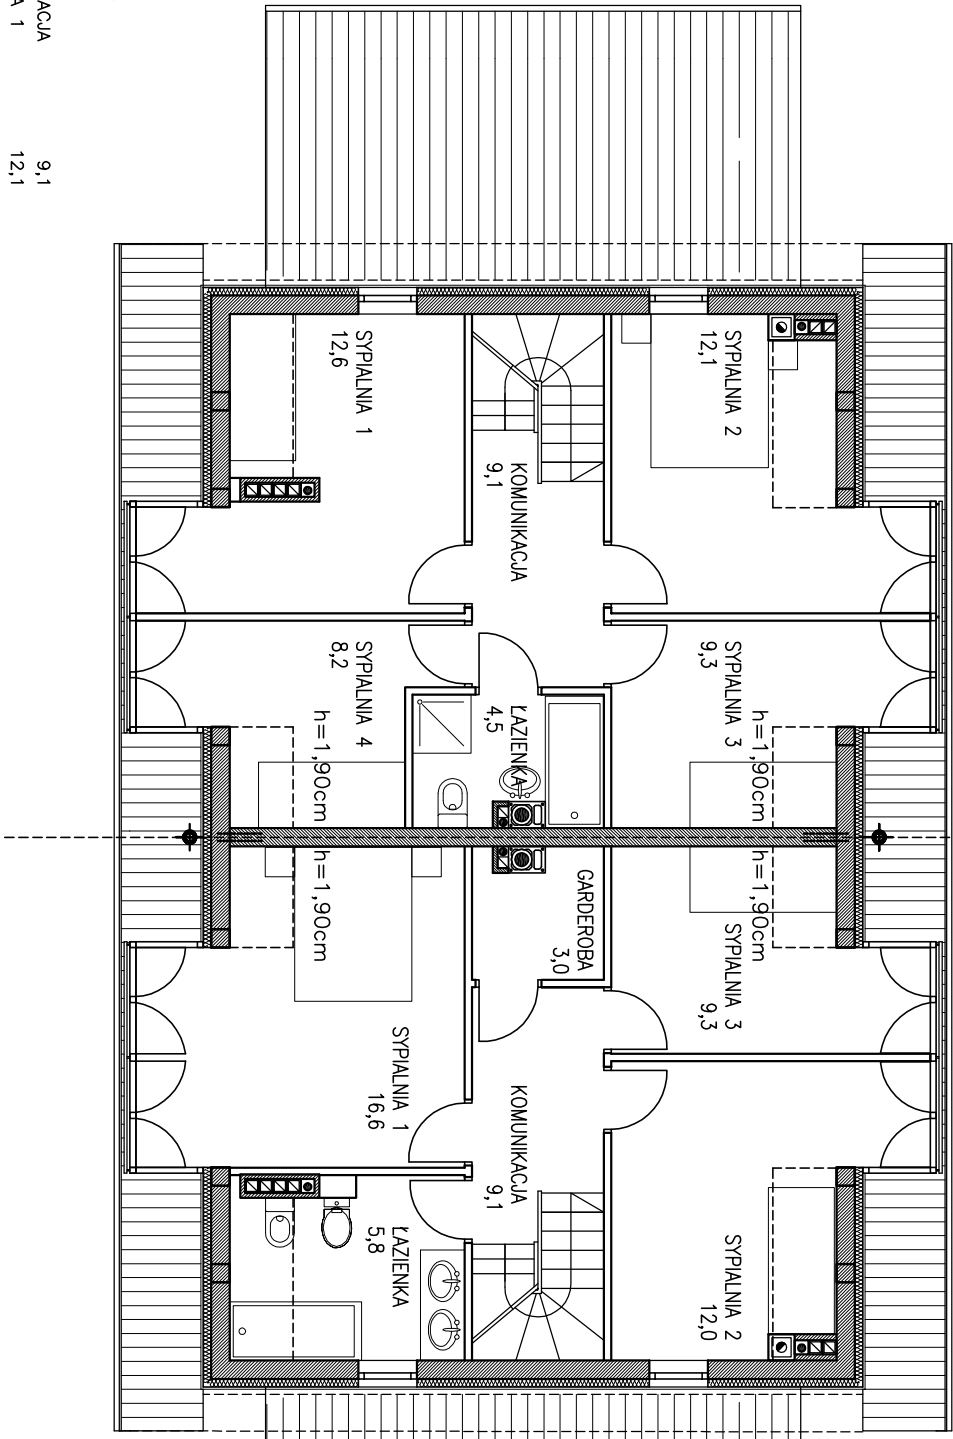 ACJA 9,1
A 1 12,1
SYPIALNIA 2
12,1
KOMUNIKACJA
9,1
SYPIALNIA 1
12,6
SYPIALNIA 3
9,3
h=1,90cm
ŁAZIENKA
4,5
SYPIALNIA 4
8,2
h=1,90cm
h=1,90cm
SYPIALNIA 3
9,3
GARDEROBA
3,0
h=1,90cm
SYPIALNIA 1
16,6
KOMUNIKACJA
9,1
SYPIALNIA 2
12,0
ŁAZIENKA
5,8